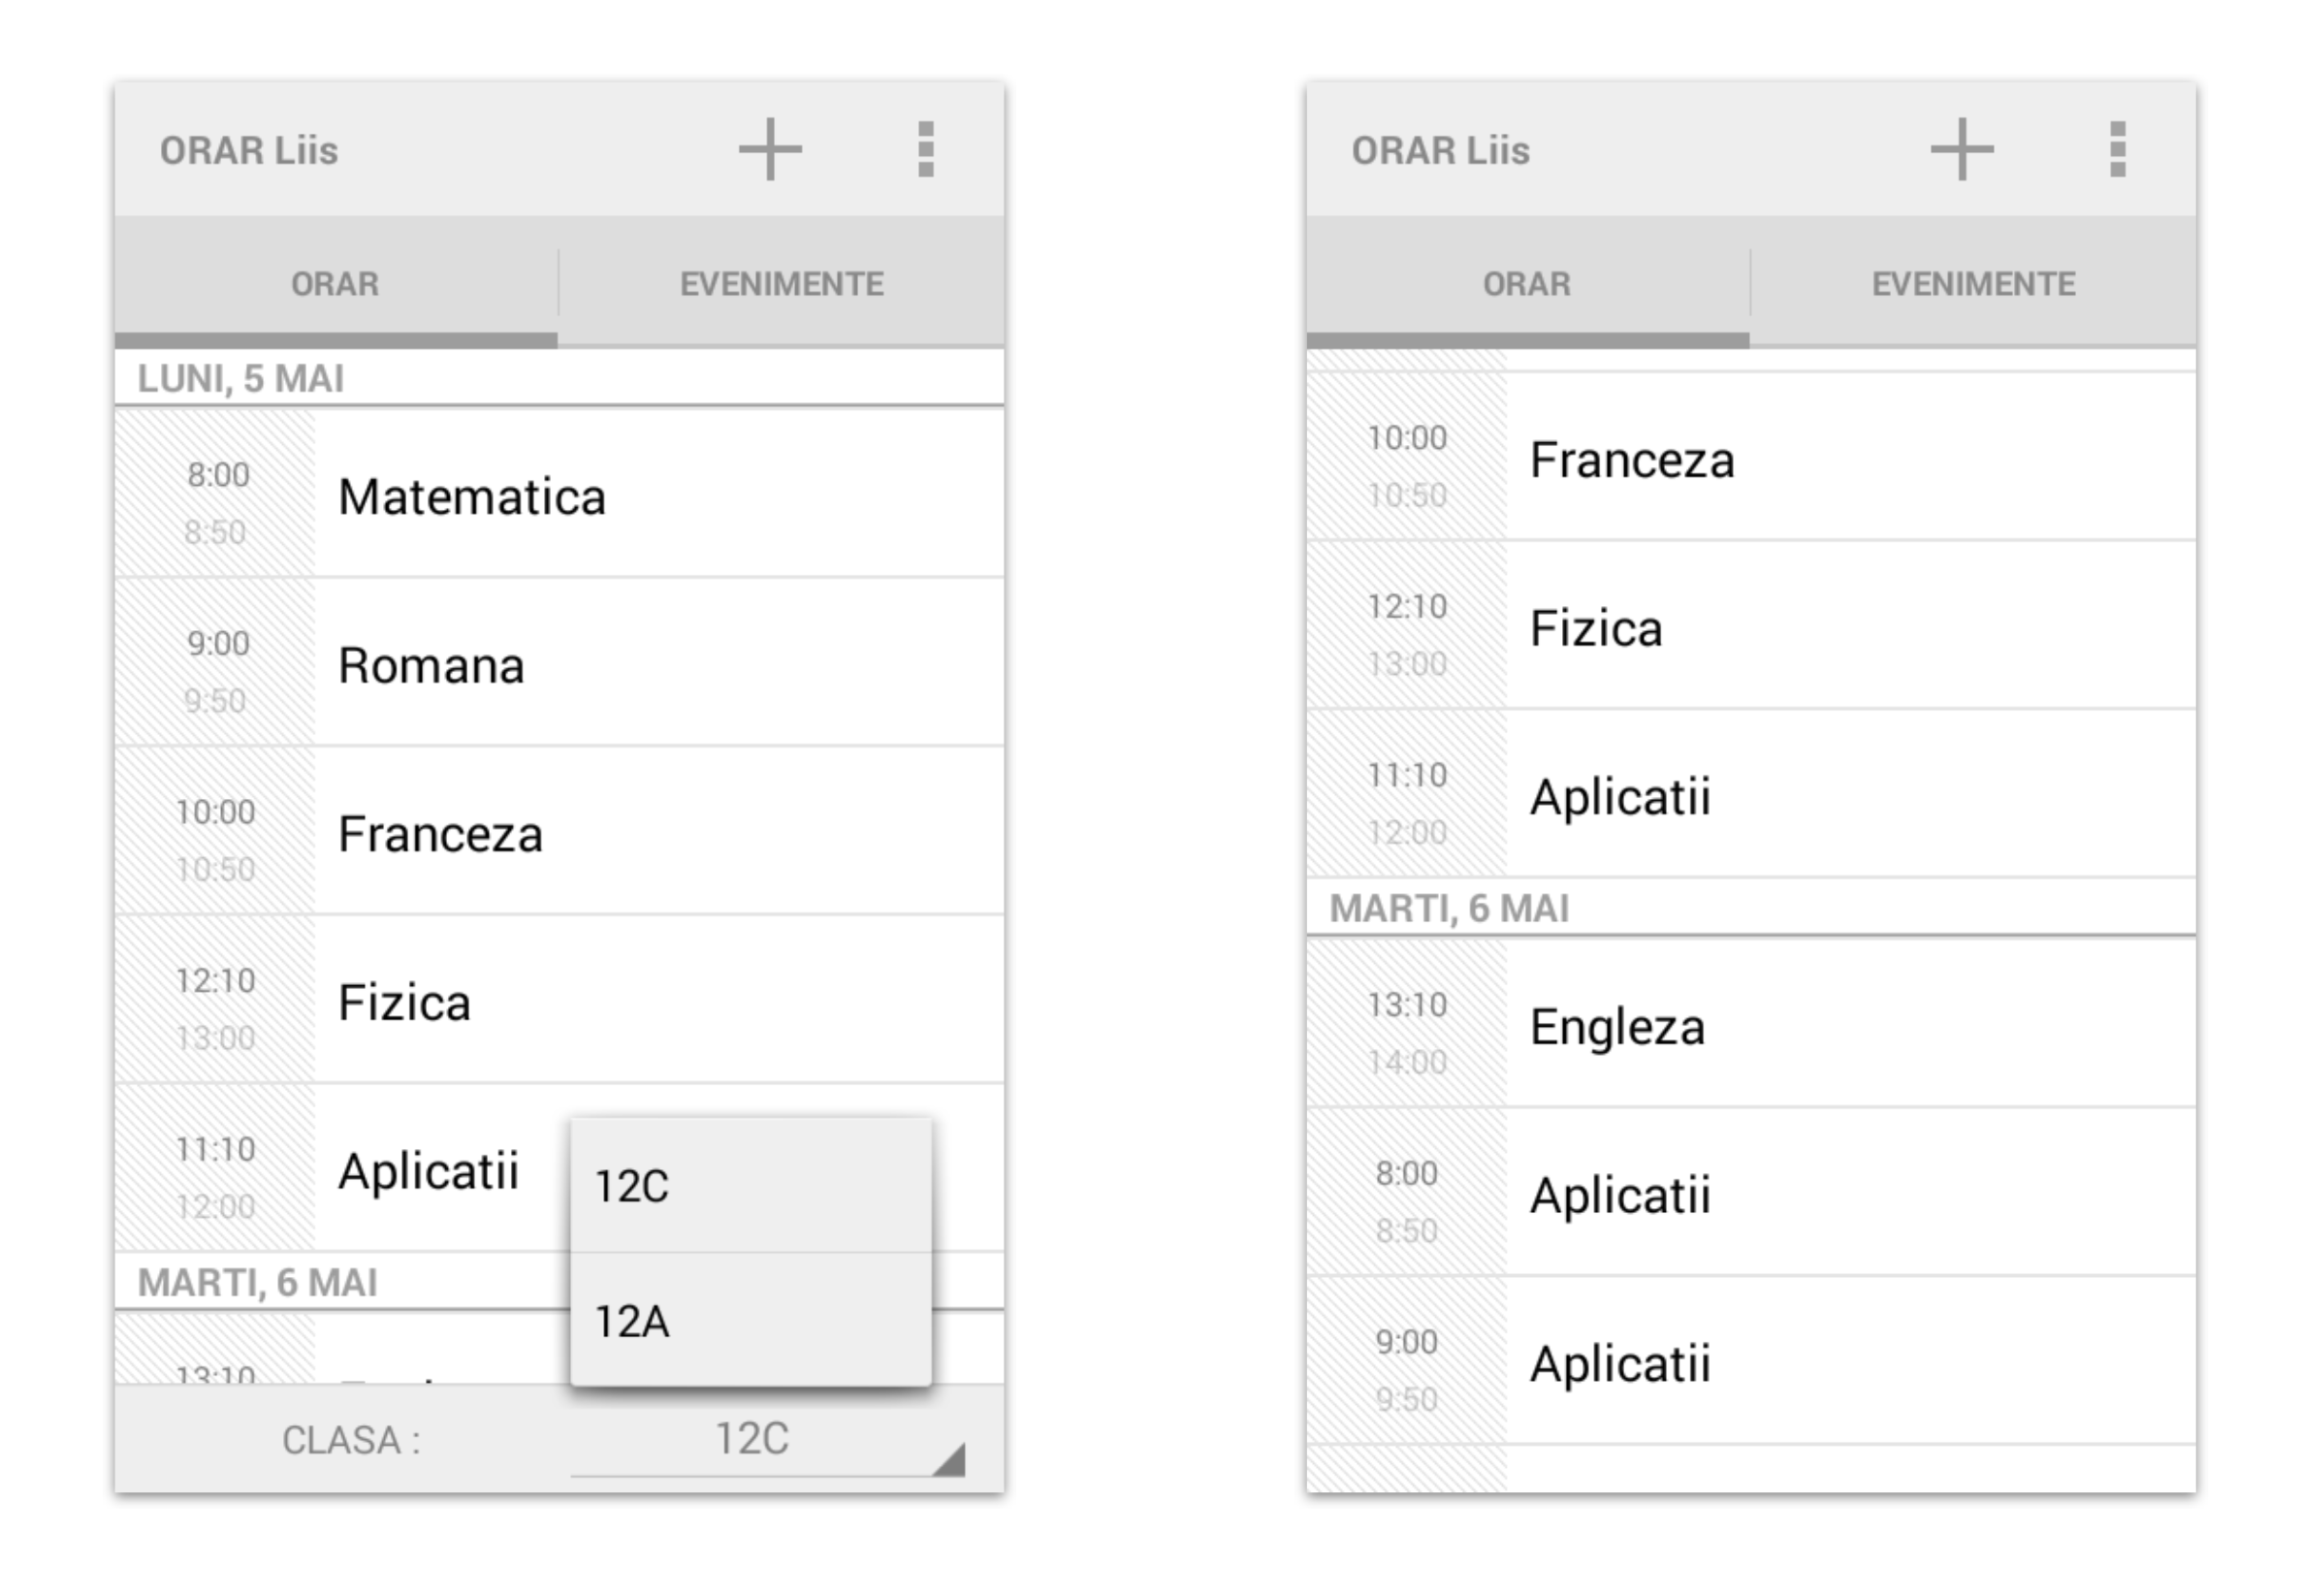 ORAR Liis
ORAR EVENIMENTE
LUNI, 5 MAI
8:00
Matematica
8:50
9:00
Romana
9:50
10:00
Franceza
10:50
12:10
Fizica
13:00
11:10
Aplicatii
12:00
12C
12A
MARTI, 6 MAI
13:10
CLASA : 12C
ORAR Liis
ORAR EVENIMENTE
10:00
Franceza
10:50
12:10
Fizica
13:00
11:10
Aplicatii
12:00
MARTI, 6 MAI
13:10
Engleza
14:00
8:00
Aplicatii
8:50
9:00
Aplicatii
9:50